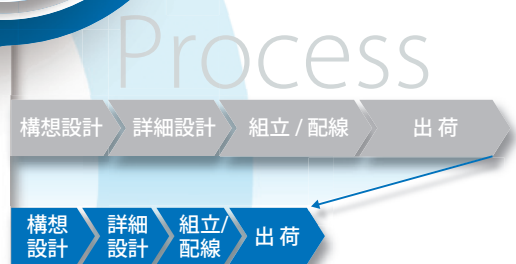 Process
構想設計 詳細設計 組立 / 配線 出 荷
構想 詳細 組立/ 出 荷
設計 設計 配線